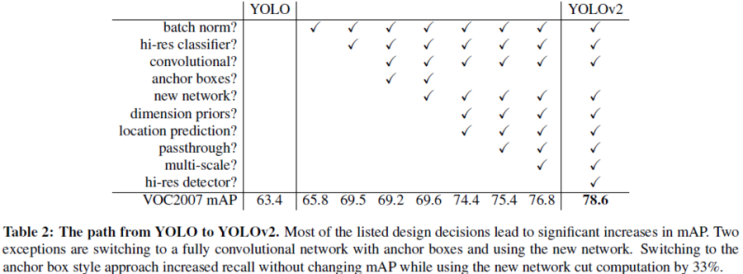 YOLO YOLOv2
batch norm? ✓ ✓ ✓ ✓ ✓ ✓ ✓ ✓
hi-res classifier? ✓ ✓ ✓ ✓ ✓ ✓ ✓
convolutional? ✓ ✓ ✓ ✓ ✓ ✓
anchor boxes? ✓ ✓
new network? ✓ ✓ ✓ ✓ ✓
dimension priors? ✓ ✓ ✓ ✓
location prediction? ✓ ✓ ✓ ✓
passthrough? ✓ ✓ ✓
multi-scale? ✓ ✓
hi-res detector? ✓
VOC2007 mAP 63.4 65.8 69.5 69.2 69.6 74.4 75.4 76.8 78.6
Table 2: The path from YOLO to YOLOv2. Most of the listed design decisions lead to significant increases in mAP. Two
exceptions are switching to a fully convolutional network with anchor boxes and using the new network. Switching to the
anchor box style approach increased recall without changing mAP while using the new network cut computation by 33%.